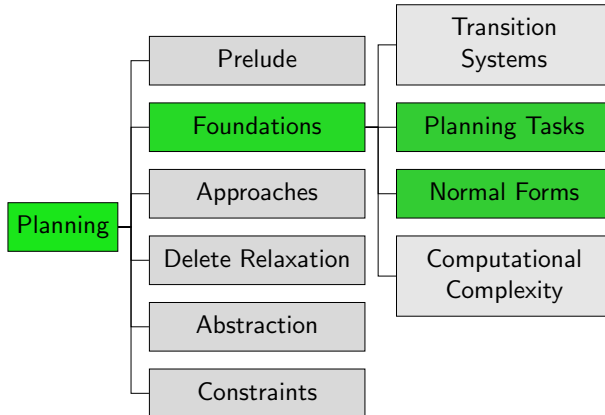 Planning
Prelude
Foundations
Approaches
Delete Relaxation
Abstraction
Constraints
Transition
Systems
Planning Tasks
Normal Forms
Computational
Complexity